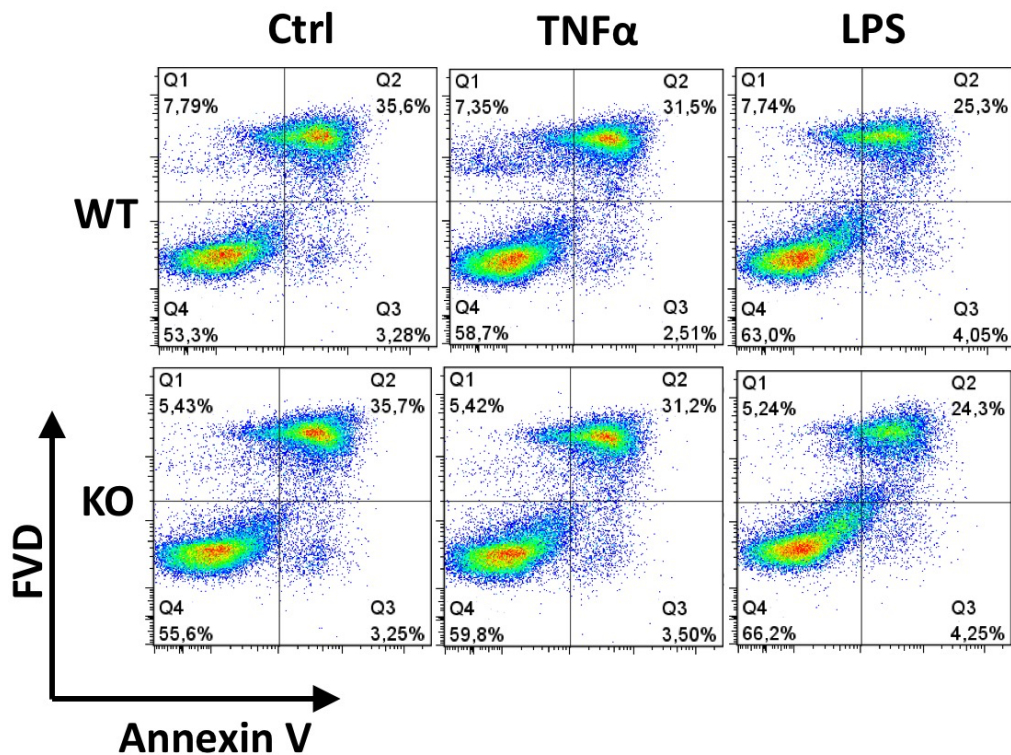 Ctrl TNFα LPS
Q1 Q2 Q1 Q2 Q1 Q2
7,79% 35,6% 7,35% 31,5% 7,74% 25,3%
WT
Q4 Q3 Q4 Q3 Q4 Q3
53,3% 3,28% 58,7% 2,51% 63,0% 4,05%
Q1 Q2 Q1 Q2 Q1 Q2
5,43% 35,7% 5,42% 31,2% 5,24% 24,3%
KO
FVD
Q4 Q3 Q4 Q3 Q4 Q3
55,6% 3,25% 59,8% 3,50% 66,2% 4,25%
Annexin V